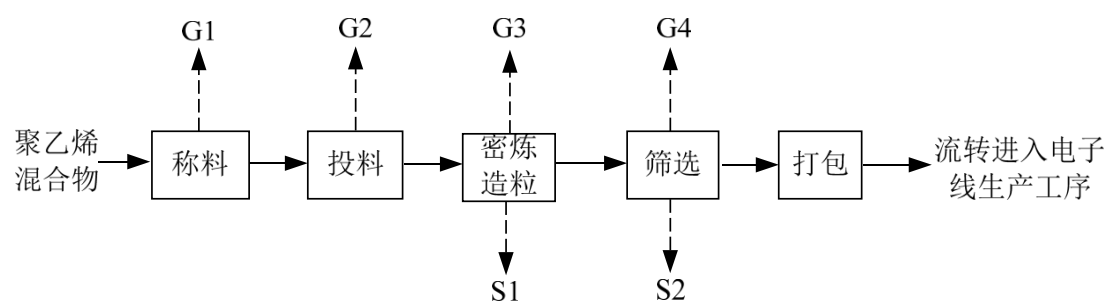 G1
G2
G3
G4
聚乙烯
混合物
称料
投料
密炼
造粒
筛选
打包
流转进入电子
线生产工序
S1
S2